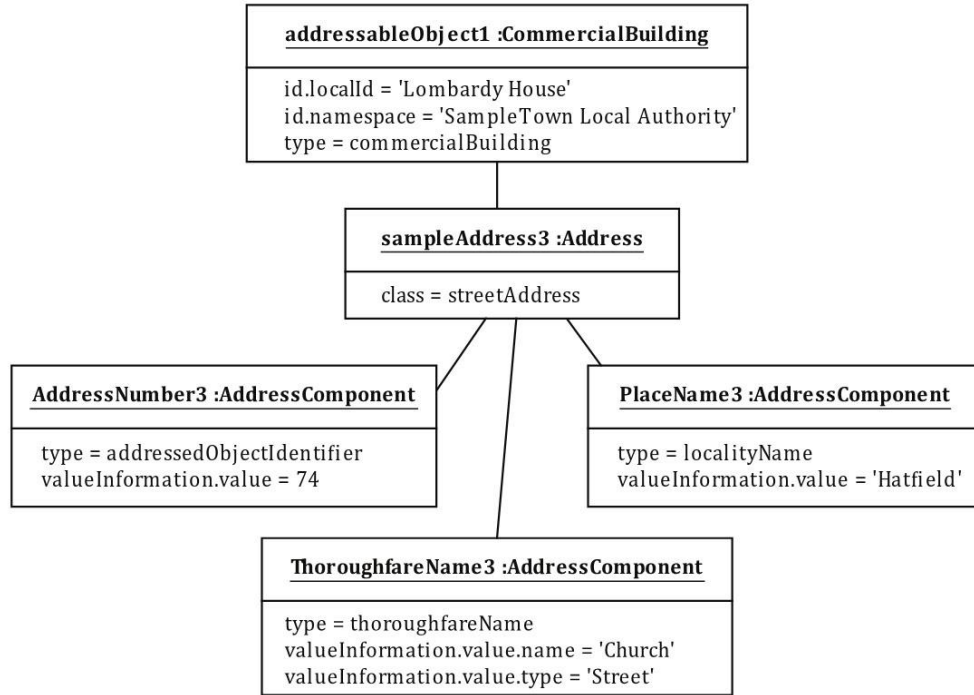 addressableObject1 :CommercialBuilding
id.localId = 'Lombardy House'
id.namespace = 'SampleTown Local Authority'
type = commercialBuilding
sampleAddress3 :Address
class = streetAddress
AddressNumber3 :AddressComponent
type = addressedObjectIdentifier
valueInformation.value = 74
PlaceName3 :AddressComponent
type = localityName
valueInformation.value = 'Hatfield'
ThoroughfareName3 :AddressComponent
type = thoroughfareName
valueInformation.value.name = 'Church'
valueInformation.value.type = 'Street'